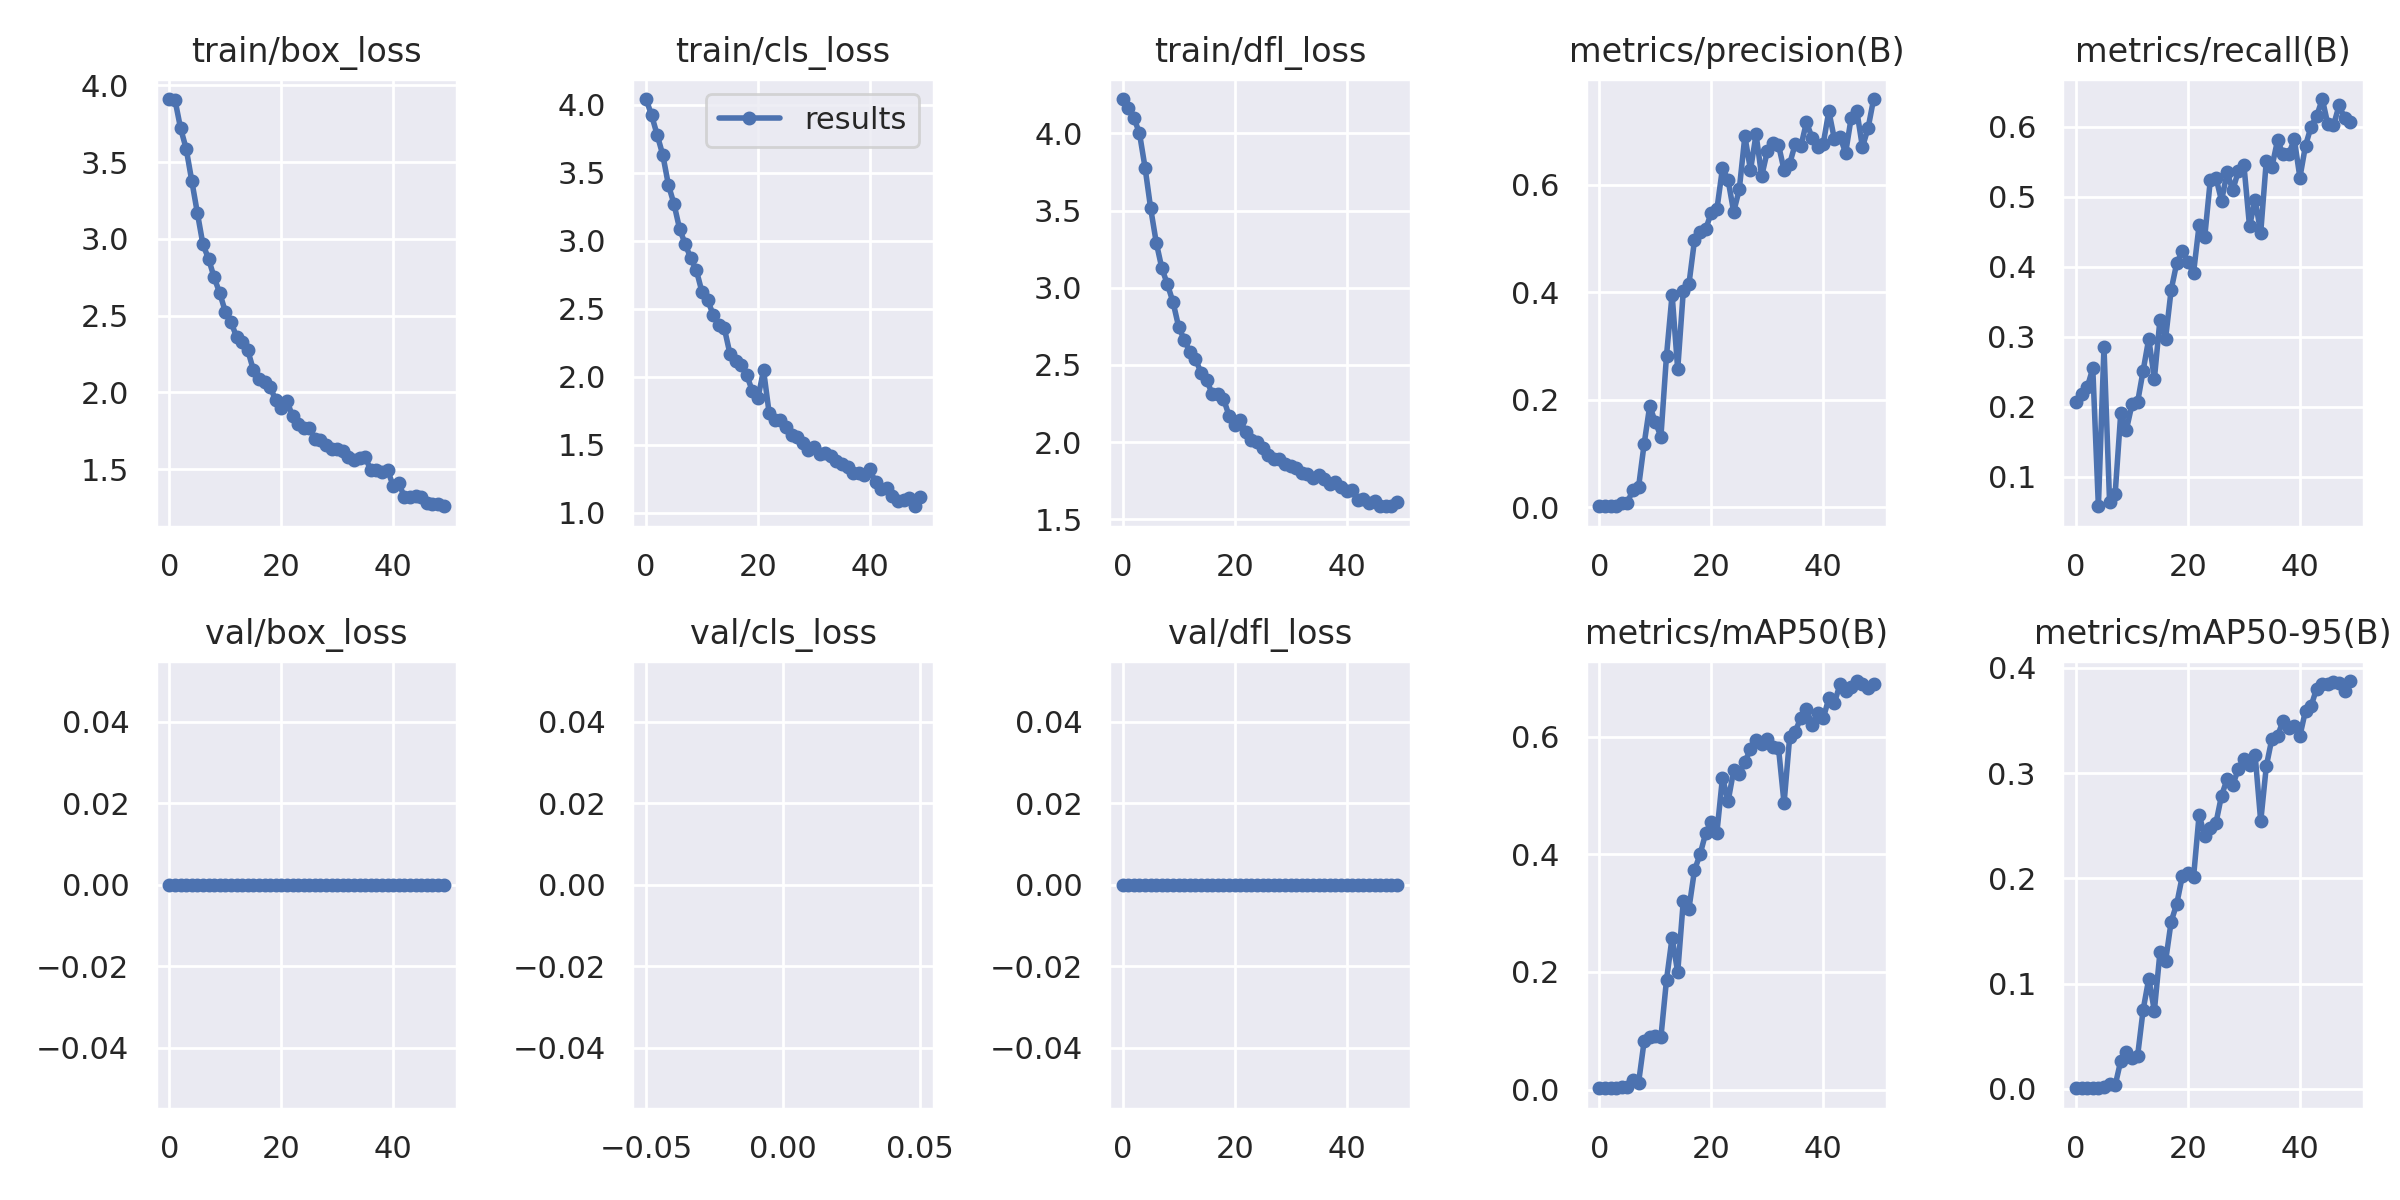 train/box_loss
4.0
3.5
3.0
2.5
2.0
1.5
0 20 40
train/cls_loss
results
4.0
3.5
3.0
2.5
2.0
1.5
1.0
0 20 40
train/dfl_loss
4.0
3.5
3.0
2.5
2.0
1.5
0 20 40
metrics/precision(B)
0.6
0.4
0.2
0.0
0 20 40
metrics/recall(B)
0.6
0.5
0.4
0.3
0.2
0.1
0 20 40
val/box_loss
0.04
0.02
0.00
−0.02
−0.04
0 20 40
val/cls_loss
0.04
0.02
0.00
−0.02
−0.04
−0.05 0.00 0.05
val/dfl_loss
0.04
0.02
0.00
−0.02
−0.04
0 20 40
metrics/mAP50(B)
0.6
0.4
0.2
0.0
0 20 40
metrics/mAP50-95(B)
0.4
0.3
0.2
0.1
0.0
0 20 40